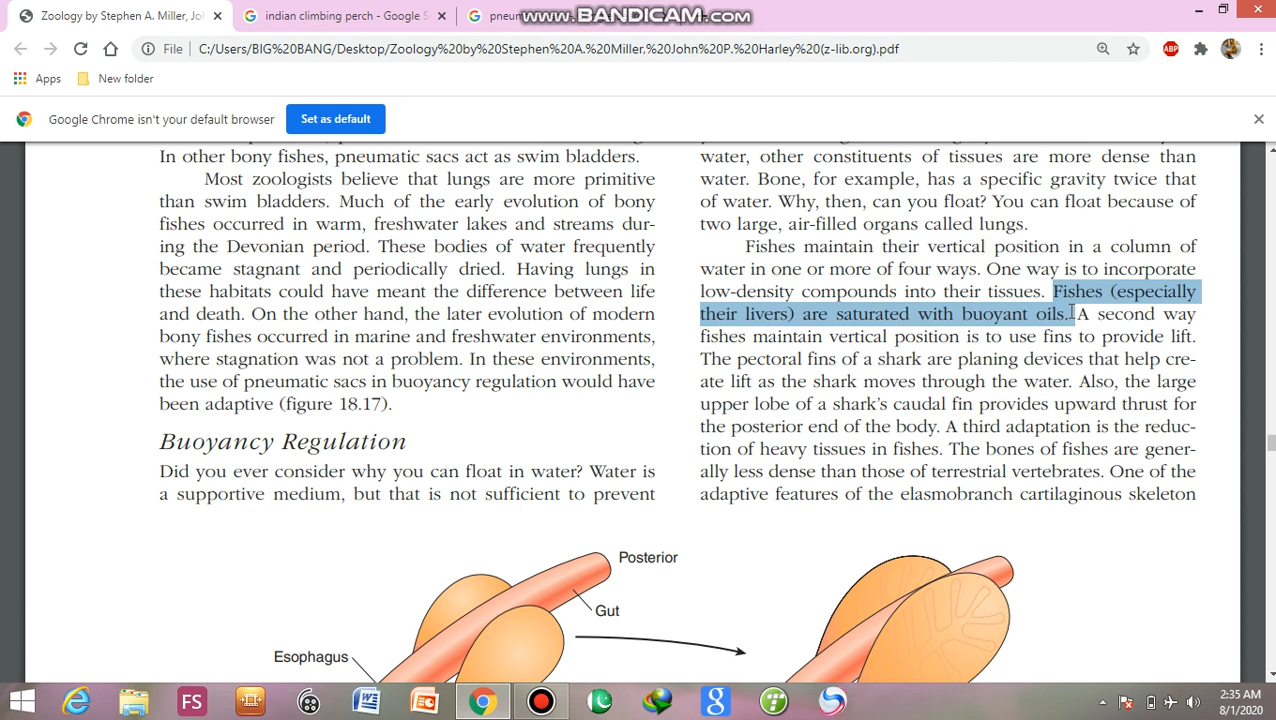 Zoology by Stephen A. Miller, Joh
indian climbing perch - Google S
pneu
www.BANDICAM.com
File
C:/Users/BIG%20BANG/Desktop/Zoology%20by%20Stephen%20A.%20Miller,%20John%20P.%20Harley%20(z-lib.org).pdf
ABP
Apps
New folder
Google Chrome isn't your default browser
Set as default
In other bony fishes, pneumatic sacs act as swim bladders.
Most zoologists believe that lungs are more primitive
than swim bladders. Much of the early evolution of bony
fishes occurred in warm, freshwater lakes and streams dur-
ing the Devonian period. These bodies of water frequently
became stagnant and periodically dried. Having lungs in
these habitats could have meant the difference between life
and death. On the other hand, the later evolution of modern
bony fishes occurred in marine and freshwater environments,
where stagnation was not a problem. In these environments,
the use of pneumatic sacs in buoyancy regulation would have
been adaptive (figure 18.17).
Buoyancy Regulation
Did you ever consider why you can float in water? Water is
a supportive medium, but that is not sufficient to prevent
water, other constituents of tissues are more dense than
water. Bone, for example, has a specific gravity twice that
of water. Why, then, can you float? You can float because of
two large, air-filled organs called lungs.
Fishes maintain their vertical position in a column of
water in one or more of four ways. One way is to incorporate
low-density compounds into their tissues. Fishes (especially
their livers) are saturated with buoyant oils. A second way
fishes maintain vertical position is to use fins to provide lift.
The pectoral fins of a shark are planing devices that help cre-
ate lift as the shark moves through the water. Also, the large
upper lobe of a shark's caudal fin provides upward thrust for
the posterior end of the body. A third adaptation is the reduc-
tion of heavy tissues in fishes. The bones of fishes are gener-
ally less dense than those of terrestrial vertebrates. One of the
adaptive features of the elasmobranch cartilaginous skeleton
Posterior
Gut
Esophagus
FS
2:35 AM
8/1/2020